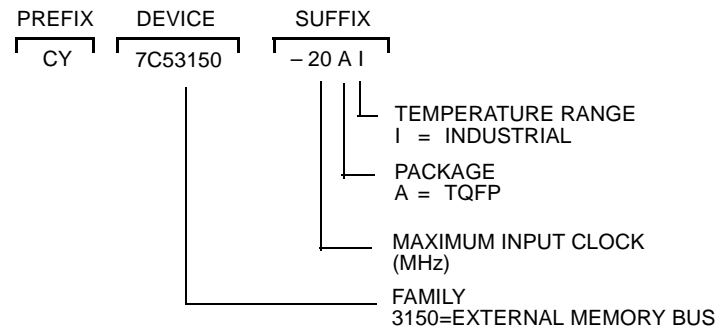 PREFIX DEVICE SUFFIX
CY 7C53150 – 20 A I
TEMPERATURE RANGE
I = INDUSTRIAL
PACKAGE
A = TQFP
MAXIMUM INPUT CLOCK
(MHz)
FAMILY
3150=EXTERNAL MEMORY BUS